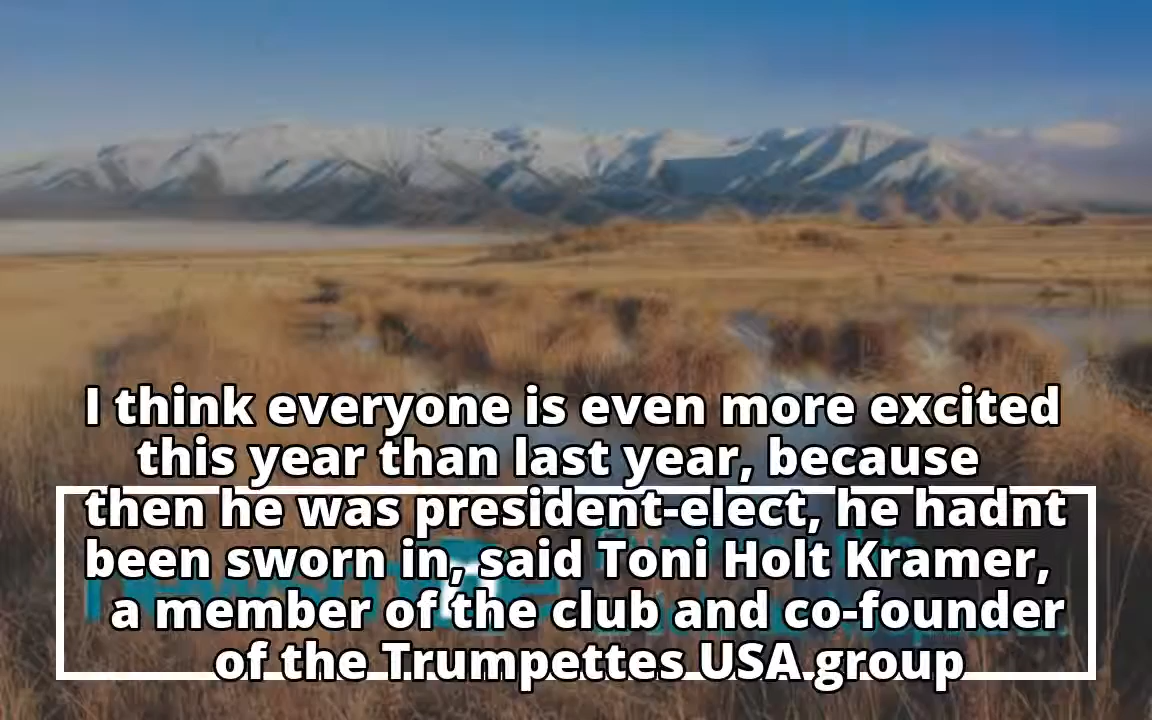 I think everyone is even more excited
this year than last year, because
then he was president-elect, he hadnt
been sworn in, said Toni Holt Kramer,
a member of the club and co-founder
of the Trumpettes USA group